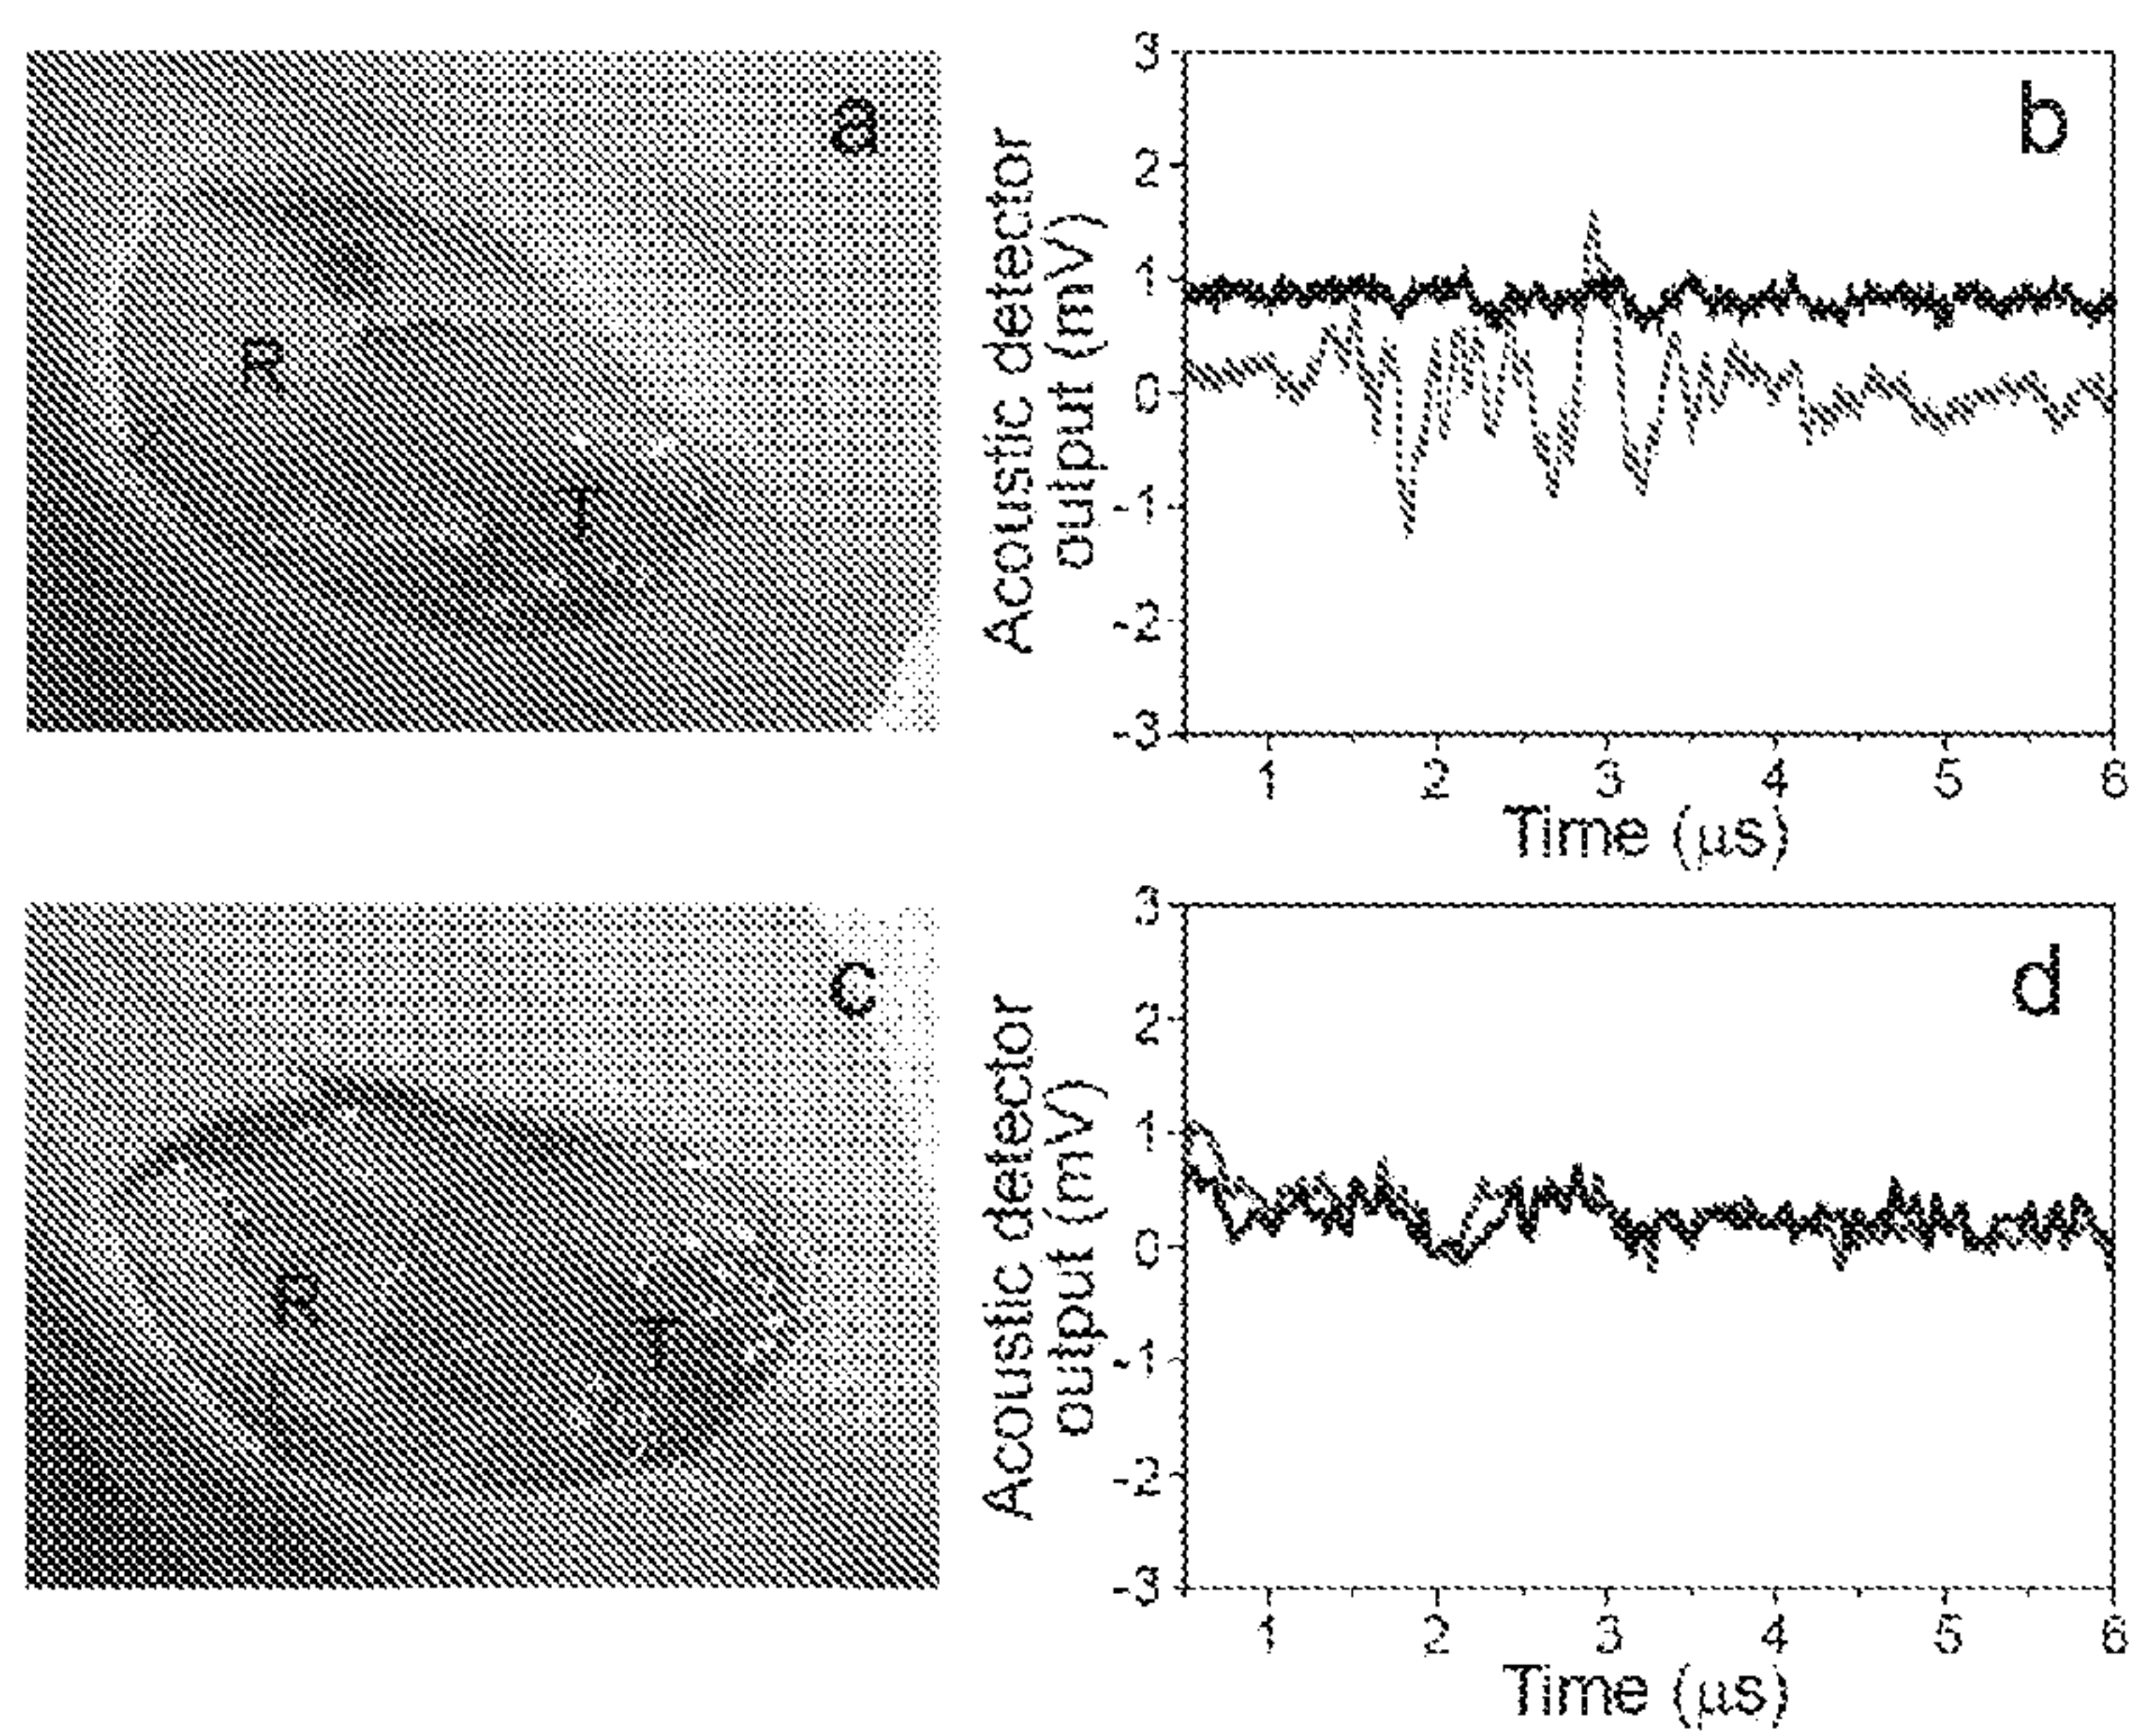 a
R
T
b
Acoustic detector
output (mV)
3
2
1
0
-1
-2
-3
1 2 3 4 5 6
Time (μs)
c
R
T
d
Acoustic detector
output (mV)
3
2
1
0
-1
-2
-3
1 2 3 4 5 6
Time (μs)